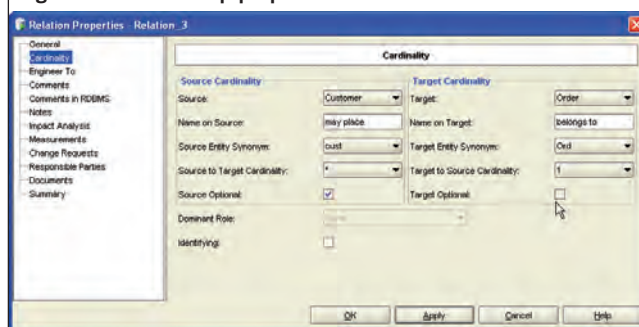 Relation Properties - Relation_3
General
Cardinality
Engineer To
Comments
Comments in RDBMS
Notes
Impact Analysis
Measurements
Change Requests
Responsible Parties
Documents
Summary
Cardinality
Source Cardinality
Source: Customer
Name on Source: may place
Source Entity Synonym: cust
Source to Target Cardinality: *
Source Optional:
Target Cardinality
Target: Order
Name on Target: belongs to
Target Entity Synonym: Ord
Target to Source Cardinality: 1
Target Optional:
Dominant Role:
Identifying:
OK Apply Cancel Help